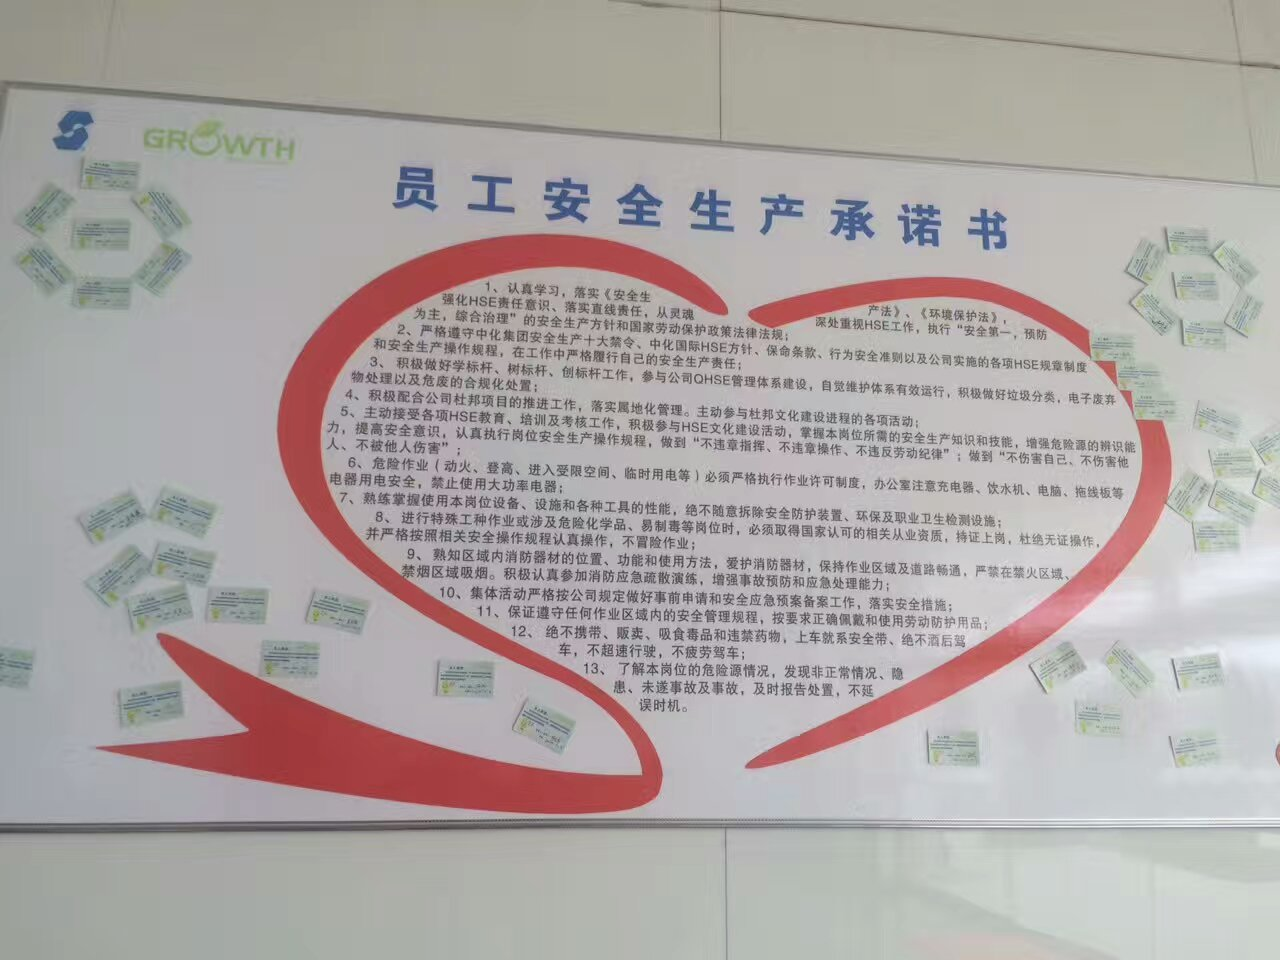 GROWTH
员工安全生产承诺书
1、认真学习，落实《安全生产法》、《环境保护法》，
强化HSE责任意识、落实直线责任，从灵魂深处重视HSE工作，执行“安全第一，预防
为主，综合治理”的安全生产方针和国家劳动保护政策法律法规；
2、严格遵守中化集团安全生产十大禁令、中化国际HSE方针、保命条款、行为安全准则以及公司实施的各项HSE规章制度
和安全生产操作规程，在工作中严格履行自己的安全生产责任；
3、积极做好学标杆、树标杆、创标杆工作，参与公司QHSE管理体系建设，自觉维护体系有效运行，积极做好垃圾分类，电子废弃
物处理以及危废的合规化处置；
4、积极配合公司杜邦项目的推进工作，落实属地化管理。主动参与杜邦文化建设进程的各项活动；
5、主动接受各项HSE教育、培训及考核工作，积极参与HSE文化建设活动，掌握本岗位所需的安全生产知识和技能，增强危险源的辨识能
力，提高安全意识，认真执行岗位安全生产操作规程，做到“不违章指挥、不违章操作、不违反劳动纪律”；做到“不伤害自己、不伤害他
人、不被他人伤害”；
6、危险作业（动火、登高、进入受限空间、临时用电等）必须严格执行作业许可制度，办公室注意充电器、饮水机、电脑、拖线板等
电器用电安全，禁止使用大功率电器；
7、熟练掌握使用本岗位设备、设施和各种工具的性能，绝不随意拆除安全防护装置、环保及职业卫生检测设施；
8、进行特殊工种作业或涉及危险化学品、易制毒等岗位时，必须取得国家认可的相关从业资质，持证上岗，杜绝无证操作，
并严格按照相关安全操作规程认真操作，不冒险作业；
9、熟知区域内消防器材的位置、功能和使用方法，爱护消防器材，保持作业区域及道路畅通，严禁在禁火区域、
禁烟区域吸烟。积极认真参加消防应急疏散演练，增强事故预防和应急处理能力；
10、集体活动严格按公司规定做好事前申请和安全应急预案备案工作，落实安全措施；
11、保证遵守任何作业区域内的安全管理规程，按要求正确佩戴和使用劳动防护用品；
12、绝不携带、贩卖、吸食毒品和违禁药物，上车就系安全带、绝不酒后驾
车，不超速行驶，不疲劳驾车；
13、了解本岗位的危险源情况，发现非正常情况、隐
患、未遂事故及事故，及时报告处置，不延
误时机。